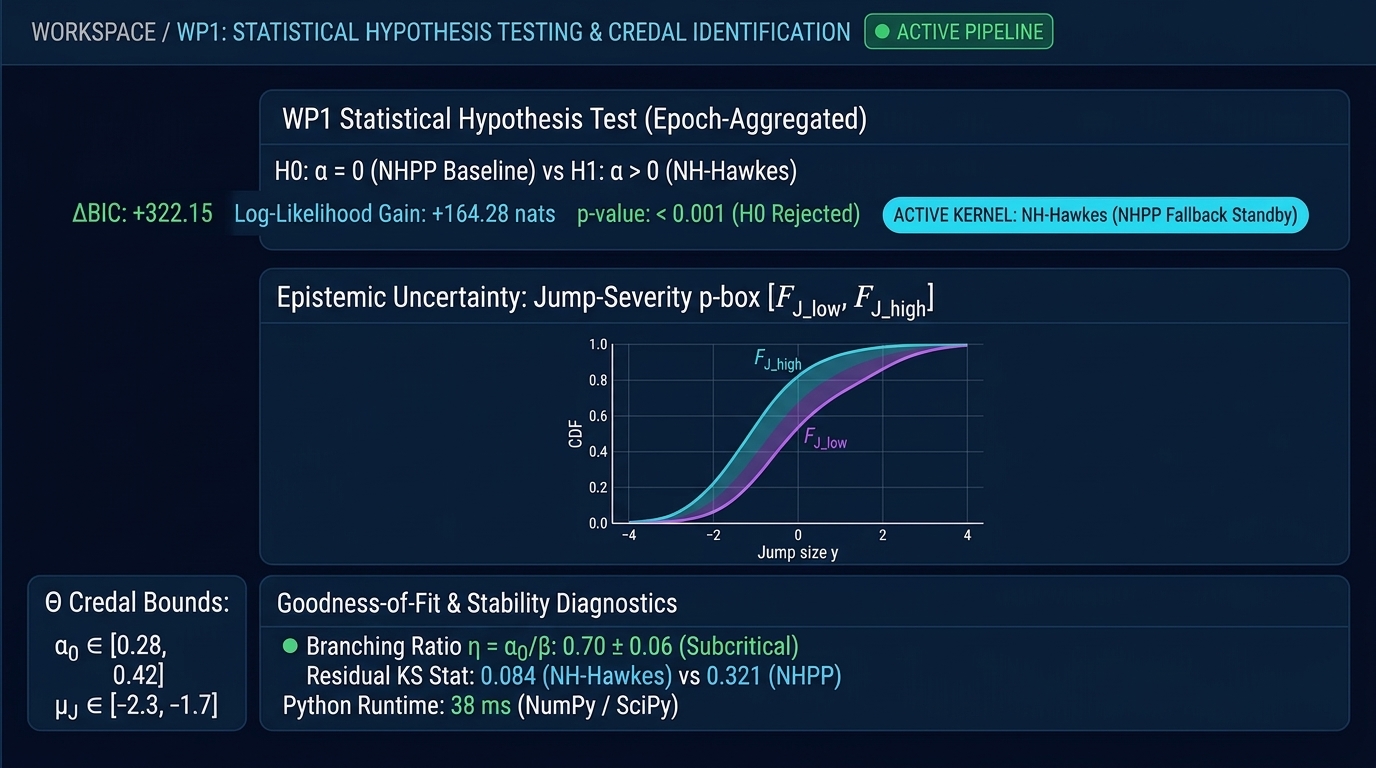 WORKSPACE / WP1: STATISTICAL HYPOTHESIS TESTING & CREDAL IDENTIFICATION ACTIVE PIPELINE
WP1 Statistical Hypothesis Test (Epoch-Aggregated)
H0: α = 0 (NHPP Baseline) vs H1: α > 0 (NH-Hawkes)
ΔBIC: +322.15 Log-Likelihood Gain: +164.28 nats p-value: < 0.001 (H0 Rejected) ACTIVE KERNEL: NH-Hawkes (NHPP Fallback Standby)
Epistemic Uncertainty: Jump-Severity p-box [F_J_low, F_J_high]
1.0
0.8
0.6
0.4
0.2
0.0
CDF
F_J_high
F_J_low
−4 −2 0 2 4
Jump size y
Θ Credal Bounds:
α₀ ∈ [0.28,
0.42]
μ_J ∈ [−2.3, −1.7]
Goodness-of-Fit & Stability Diagnostics
Branching Ratio η = α₀/β: 0.70 ± 0.06 (Subcritical)
Residual KS Stat: 0.084 (NH-Hawkes) vs 0.321 (NHPP)
Python Runtime: 38 ms (NumPy / SciPy)